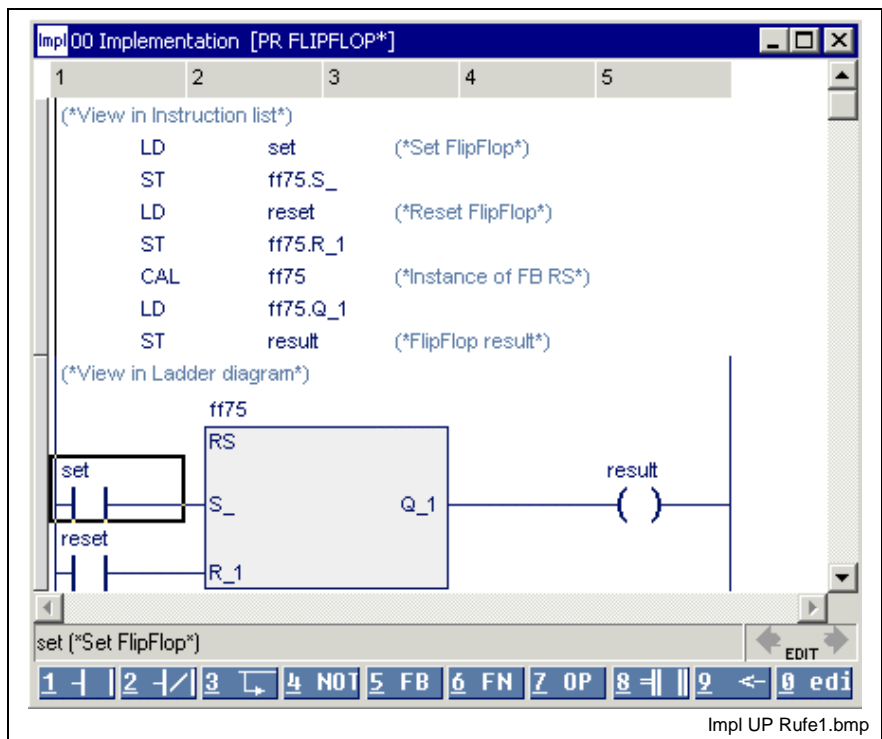 Impl 00 Implementation [PR FLIPFLOP*]
1 2 3 4 5
(*View in Instruction list*)
LD set (*Set FlipFlop*)
ST ff75.S_
LD reset (*Reset FlipFlop*)
ST ff75.R_1
CAL ff75 (*Instance of FB RS*)
LD ff75.Q_1
ST result (*FlipFlop result*)
(*View in Ladder diagram*)
ff75
RS
set result
S_ Q_1
reset
R_1
set (*Set FlipFlop*) EDIT
1 2 3 4 NOT 5 FB 6 FN 7 OP 8 9 <- 0 edi
Impl UP Rufe1.bmp